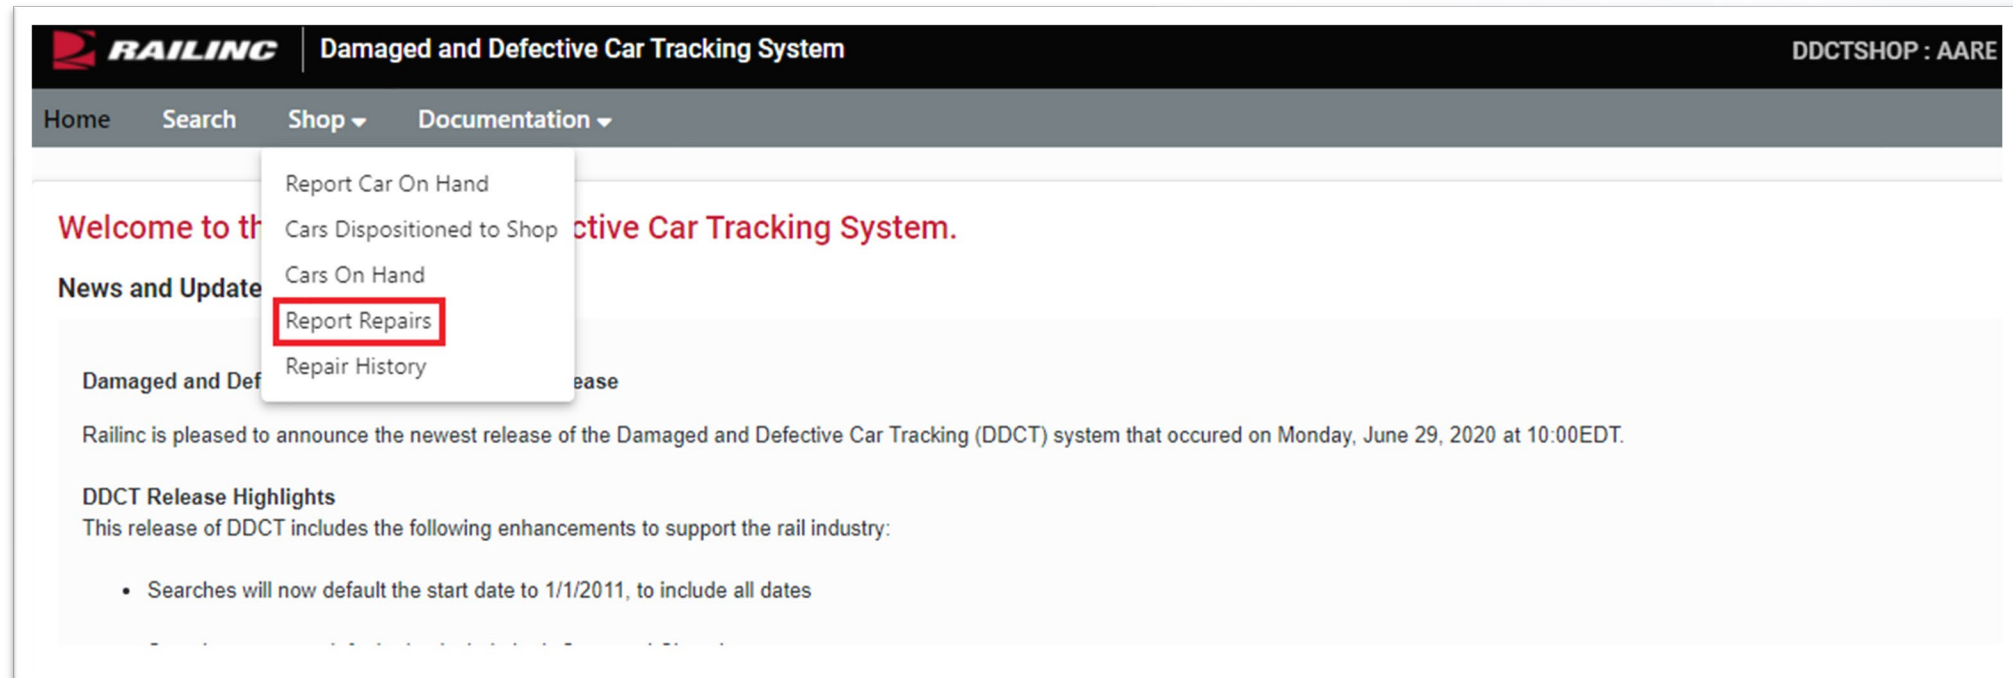 RAILINC Damaged and Defective Car Tracking System DDCTSHOP : AARE
Home Search Shop Documentation
Report Car On Hand
Cars Dispositioned to Shop
Cars On Hand
Report Repairs
Repair History
Welcome to th ctive Car Tracking System.
News and Update
Damaged and Def ease
Railinc is pleased to announce the newest release of the Damaged and Defective Car Tracking (DDCT) system that occured on Monday, June 29, 2020 at 10:00EDT.
DDCT Release Highlights
This release of DDCT includes the following enhancements to support the rail industry:
• Searches will now default the start date to 1/1/2011, to include all dates